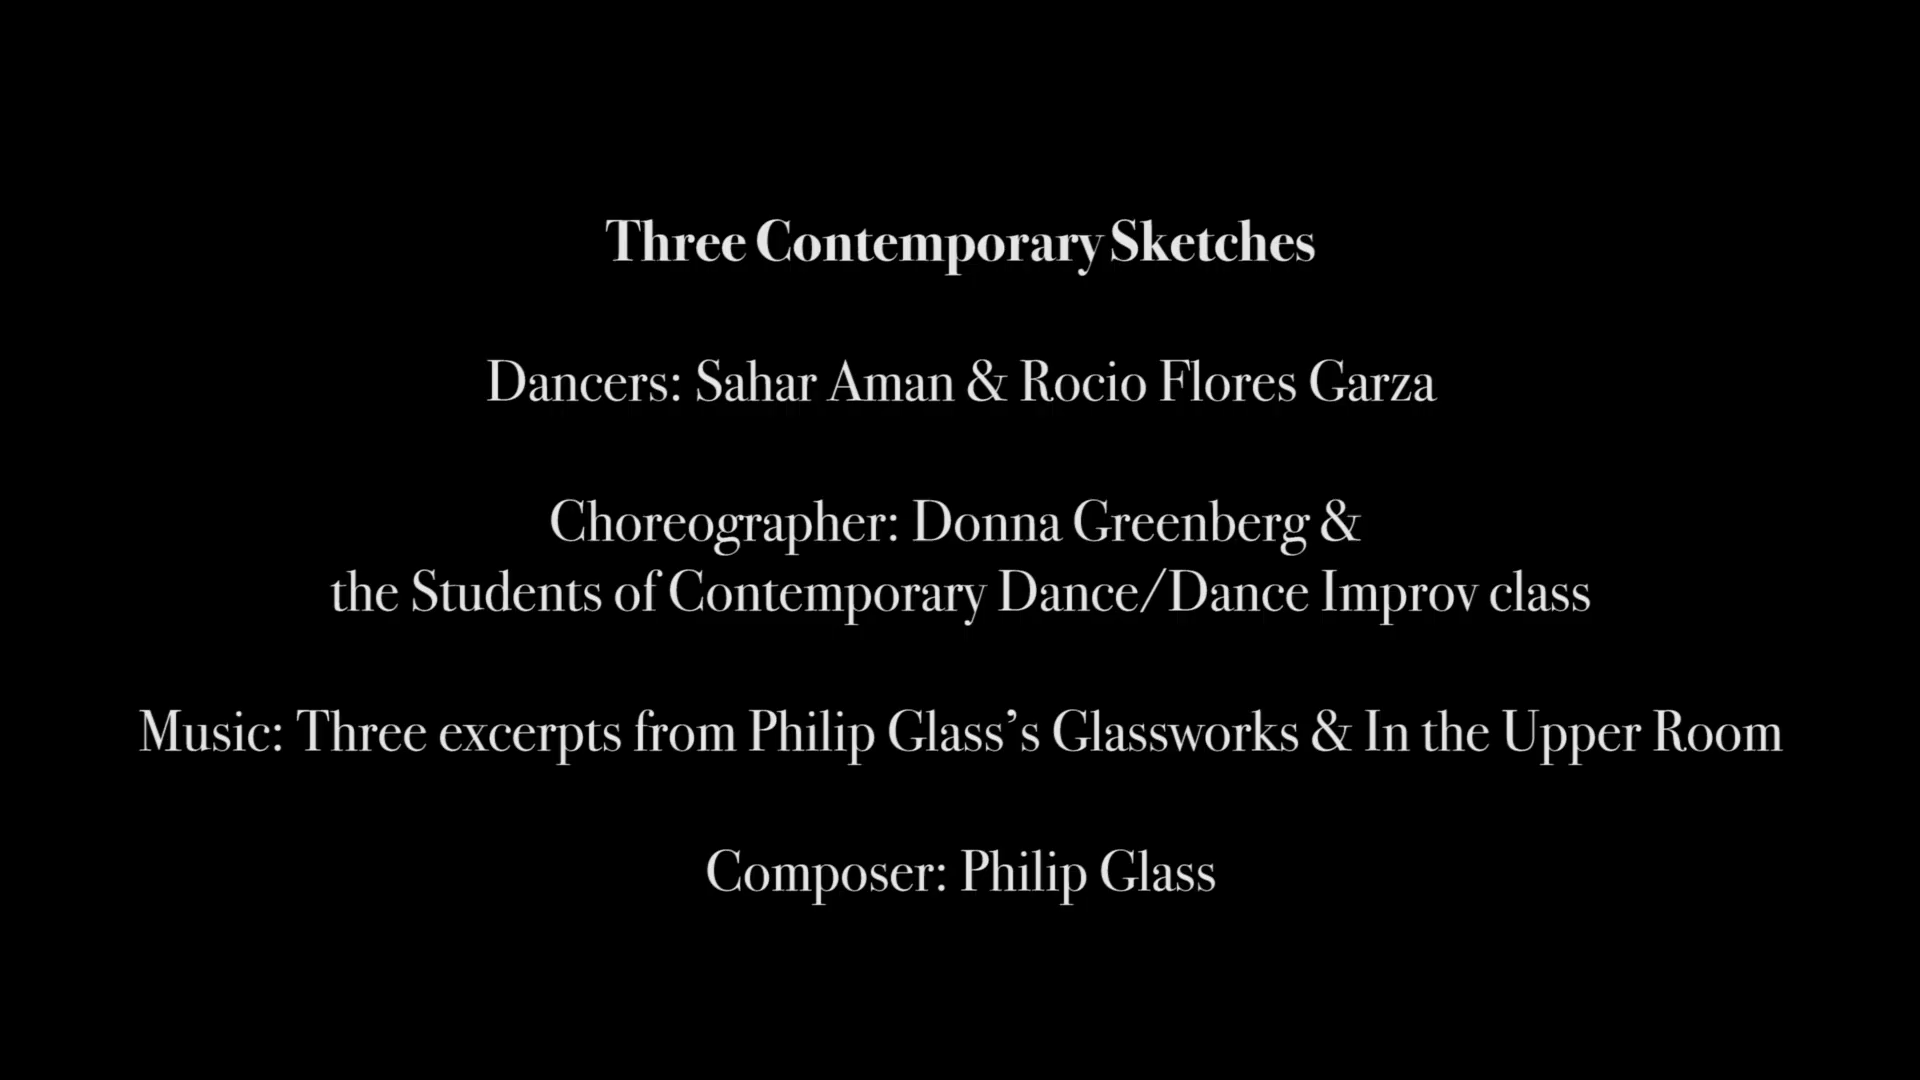 Three Contemporary Sketches
Dancers: Sahar Aman & Rocio Flores Garza
Choreographer: Donna Greenberg &
the Students of Contemporary Dance/Dance Improv class
Music: Three excerpts from Philip Glass’s Glassworks & In the Upper Room
Composer: Philip Glass